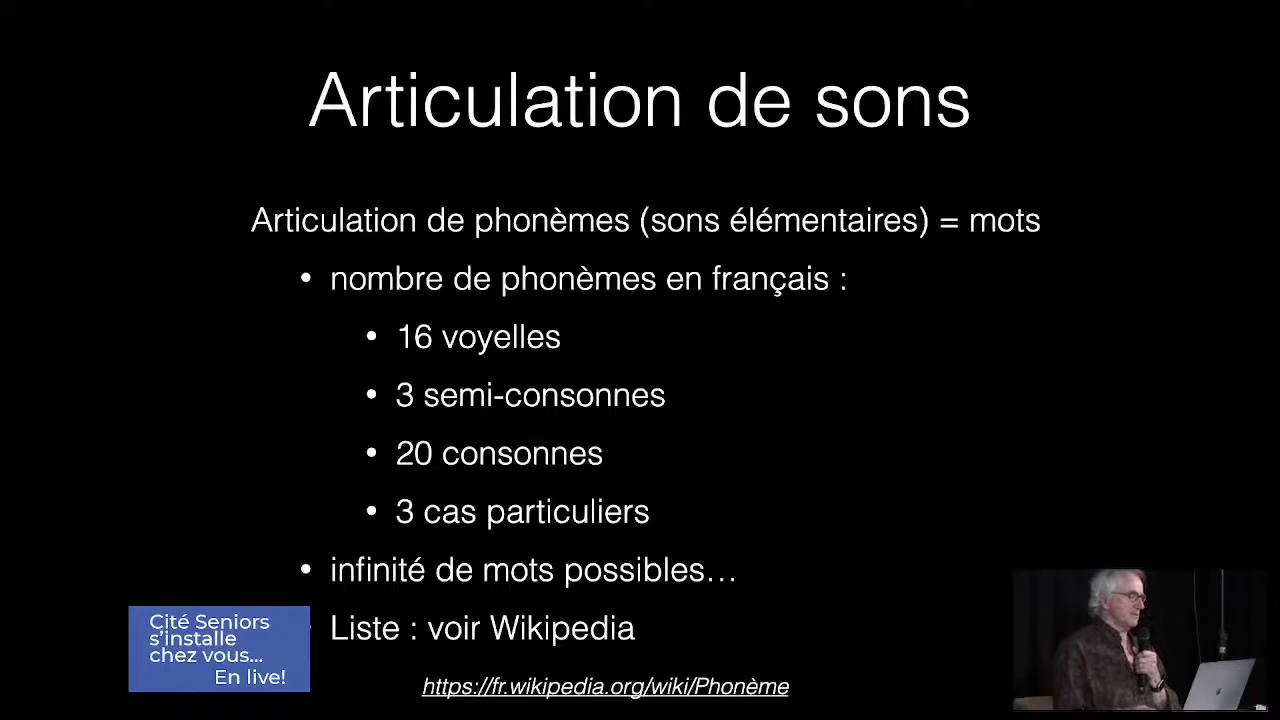 Articulation de sons
Articulation de phonèmes (sons élémentaires) = mots
• nombre de phonèmes en français :
• 16 voyelles
• 3 semi-consonnes
• 20 consonnes
• 3 cas particuliers
• infinité de mots possibles…
• Liste : voir Wikipedia
https://fr.wikipedia.org/wiki/Phonème
Cité Seniors
s'installe
chez vous...
En live!